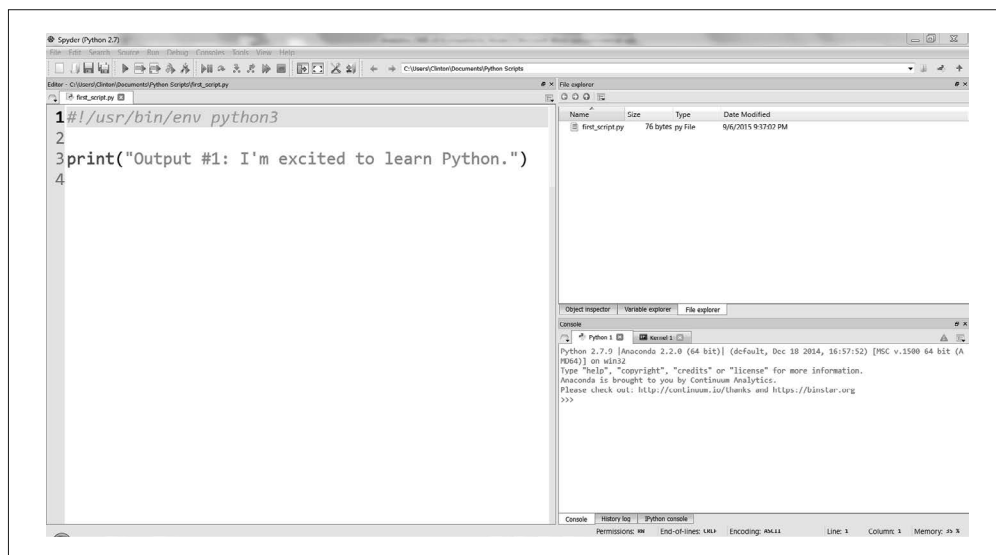 Spyder (Python 2.7)
File Edit Search Source Run Debug Consoles Tools View Help
C:\Users\Clinton\Documents\Python Scripts
Editor - C:\Users\Clinton\Documents\Python Scripts\first_script.py
first_script.py
1 #!/usr/bin/env python3
2
3 print("Output #1: I'm excited to learn Python.")
4
File explorer
Name Size Type Date Modified
first_script.py 76 bytes py File 9/6/2015 9:37:02 PM
Object inspector Variable explorer File explorer
Console
Python 1 Kernel 1
Python 2.7.9 |Anaconda 2.2.0 (64 bit)| (default, Dec 18 2014, 16:57:52) [MSC v.1500 64 bit (A
MD64)] on win32
Type "help", "copyright", "credits" or "license" for more information.
Anaconda is brought to you by Continuum Analytics.
Please check out: http://continuum.io/thanks and https://binstar.org
>>>
Console History log IPython console
Permissions: RW End-of-lines: CRLF Encoding: ASCII Line: 1 Column: 1 Memory: 35 %